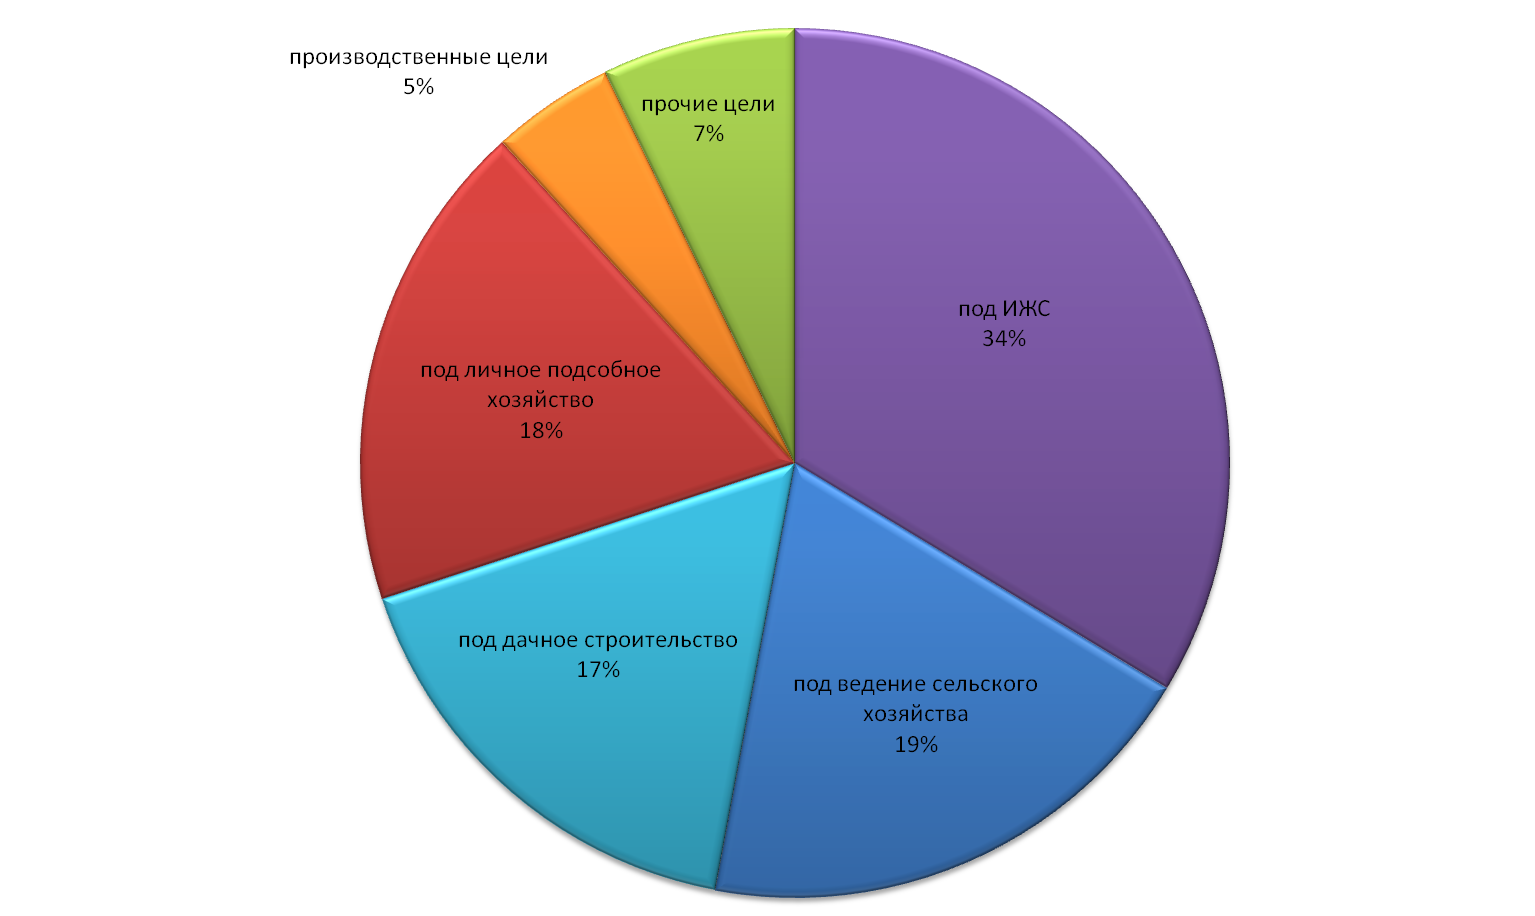 производственные цели
5%
прочие цели
7%
под ИЖС
34%
под личное подсобное
хозяйство
18%
под дачное строительство
17%
под ведение сельского
хозяйства
19%